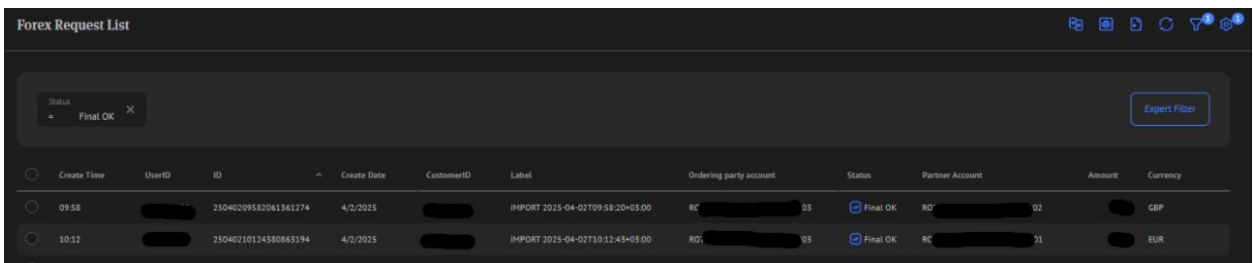 Forex Request List
1 1
Status
= Final OK ×
Expert Filter
Create Time UserID ID Create Date CustomerID Label Ordering party account Status Partner Account Amount Currency
09:58 25040209582061361274 4/2/2025 IMPORT 2025-04-02T09:58:20+03:00 RO 03 Final OK RO 02 GBP
10:12 25040210124380863194 4/2/2025 IMPORT 2025-04-02T10:12:43+03:00 RO 03 Final OK RO 01 EUR